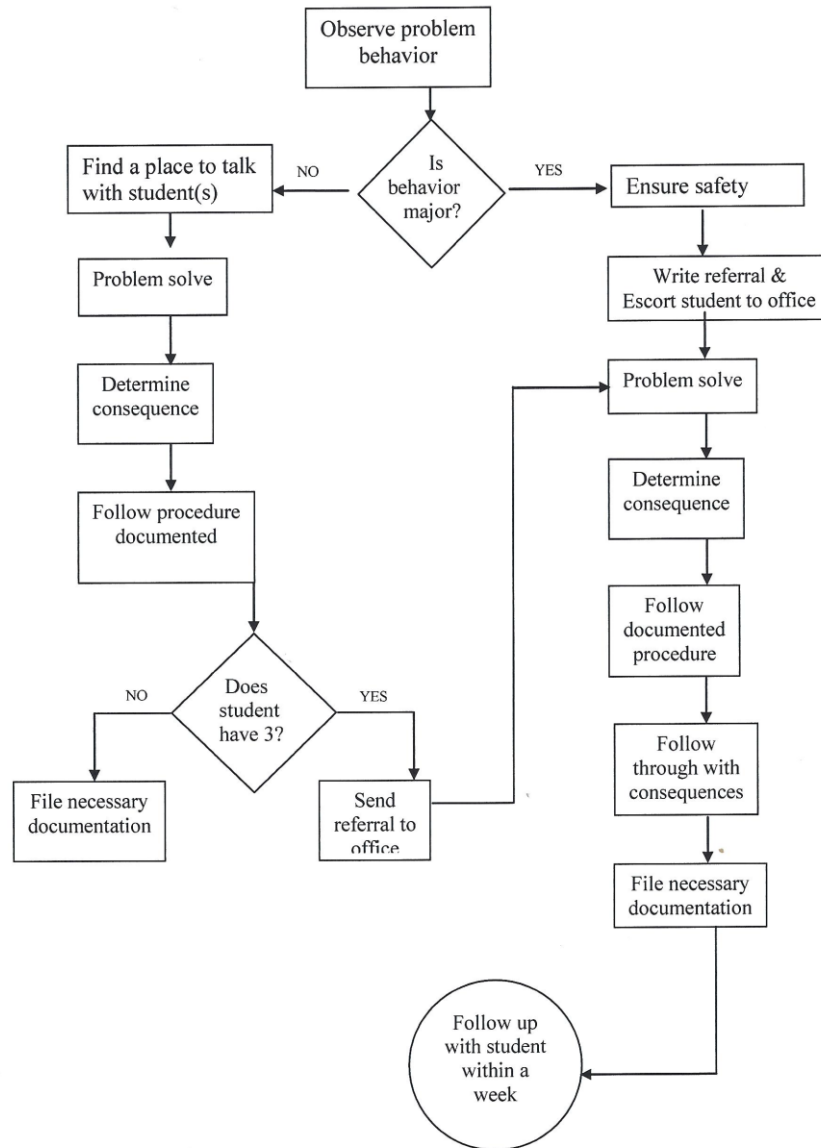 Observe problem
behavior
Is
behavior
major?
NO
YES
Find a place to talk
with student(s)
Ensure safety
Problem solve
Write referral &
Escort student to office
Determine
consequence
Problem solve
Follow procedure
documented
Determine
consequence
Does
student
have 3?
NO
YES
Follow
documented
procedure
File necessary
documentation
Send
referral to
office
Follow
through with
consequences
File necessary
documentation
Follow up
with student
within a
week